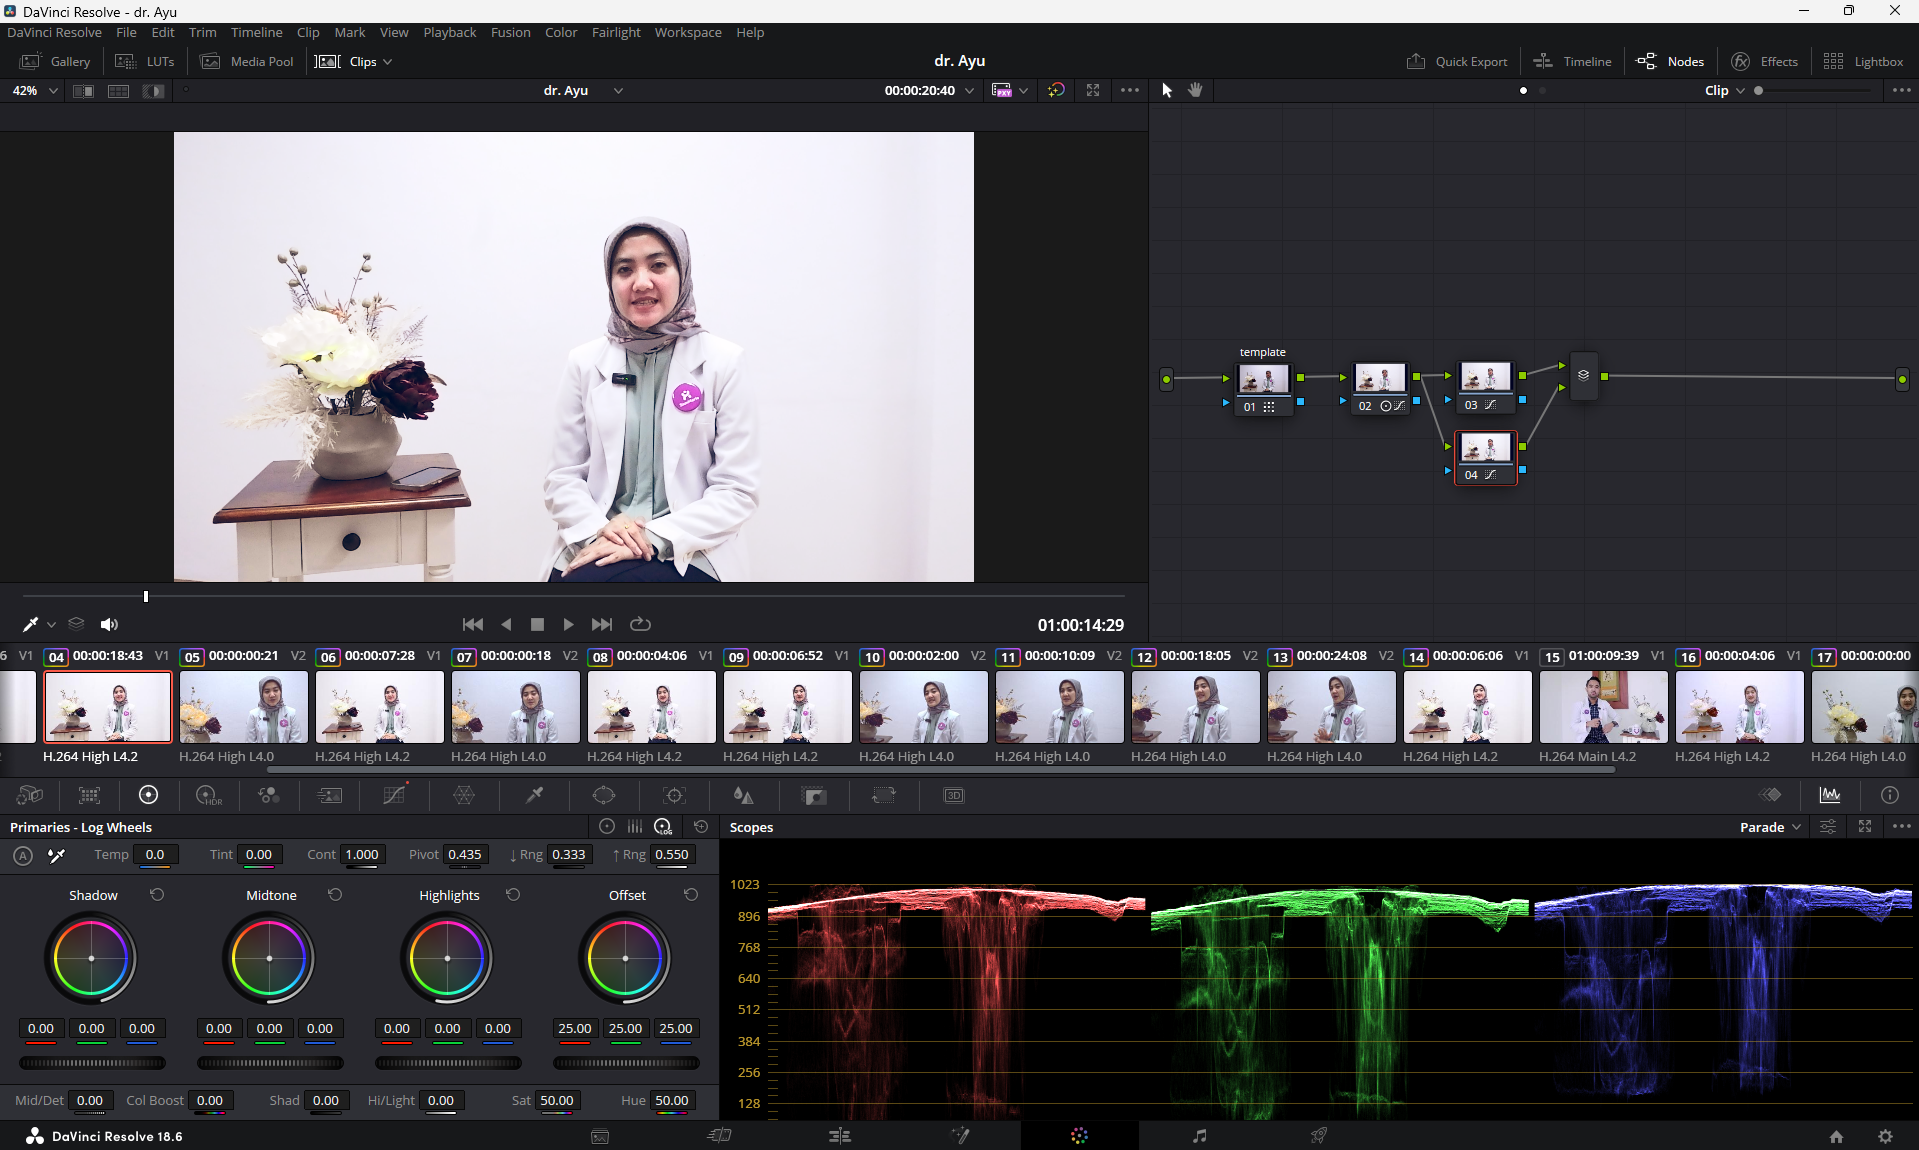 DaVinci Resolve - dr. Ayu
DaVinci Resolve File Edit Trim Timeline Clip Mark View Playback Fusion Color Fairlight Workspace Help
Gallery LUTs Media Pool Clips dr. Ayu Quick Export Timeline Nodes fx Effects Lightbox
42% dr. Ayu 00:00:20:40 PXY Clip
template
01 02 03
04
01:00:14:29
6 V1 04 00:00:18:43 V1 05 00:00:00:21 V2 06 00:00:07:28 V1 07 00:00:00:18 V2 08 00:00:04:06 V1 09 00:00:06:52 V1 10 00:00:02:00 V2 11 00:00:10:09 V2 12 00:00:18:05 V2 13 00:00:24:08 V2 14 00:00:06:06 V1 15 01:00:09:39 V1 16 00:00:04:06 V1 17 00:00:00:00
H.264 High L4.2 H.264 High L4.0 H.264 High L4.2 H.264 High L4.0 H.264 High L4.2 H.264 High L4.2 H.264 High L4.0 H.264 High L4.0 H.264 High L4.0 H.264 High L4.0 H.264 High L4.2 H.264 Main L4.2 H.264 High L4.2 H.264 High L4.0
HDR 3D
Primaries - Log Wheels LOG Scopes Parade
A Temp 0.0 Tint 0.00 Cont 1.000 Pivot 0.435 ↓ Rng 0.333 ↑ Rng 0.550
Shadow Midtone Highlights Offset
0.00 0.00 0.00 0.00 0.00 0.00 0.00 0.00 0.00 25.00 25.00 25.00
Mid/Det 0.00 Col Boost 0.00 Shad 0.00 Hi/Light 0.00 Sat 50.00 Hue 50.00
1023
896
768
640
512
384
256
128
DaVinci Resolve 18.6